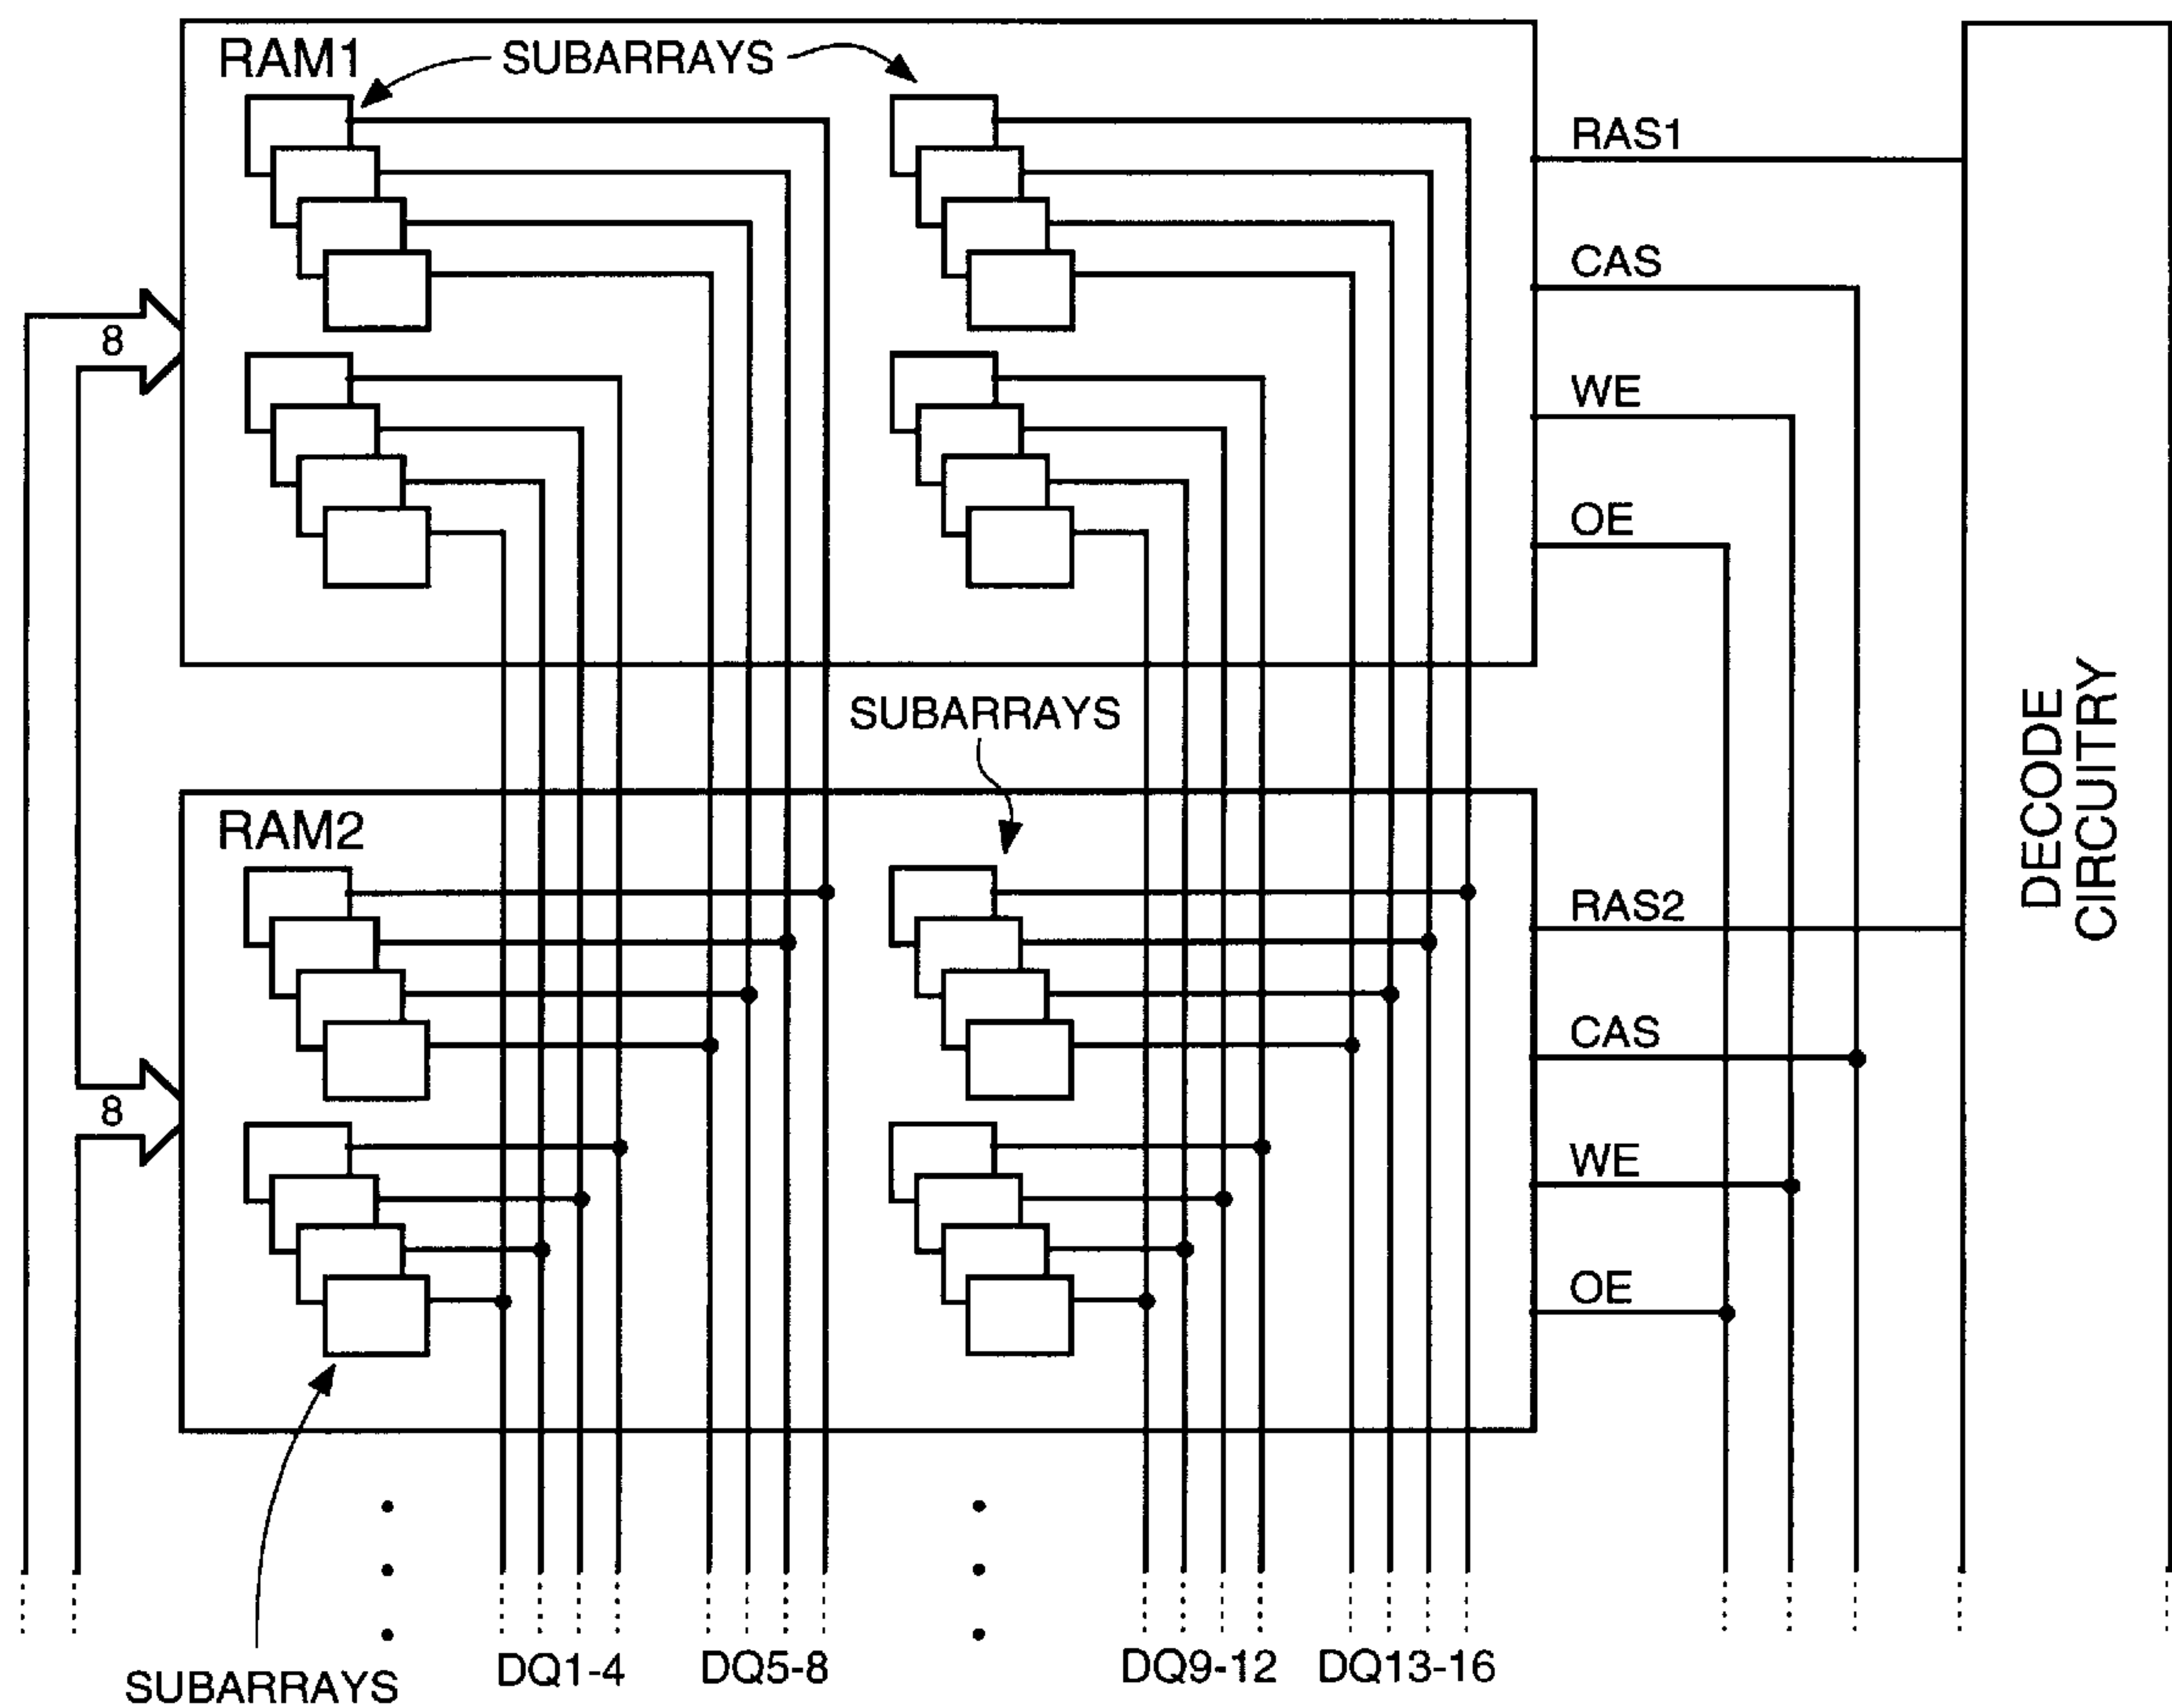 RAM1
SUBARRAYS
RAS1
CAS
8
WE
OE
SUBARRAYS
DECODE
CIRCUITRY
RAM2
RAS2
CAS
8
WE
OE
SUBARRAYS
DQ1-4
DQ5-8
DQ9-12
DQ13-16